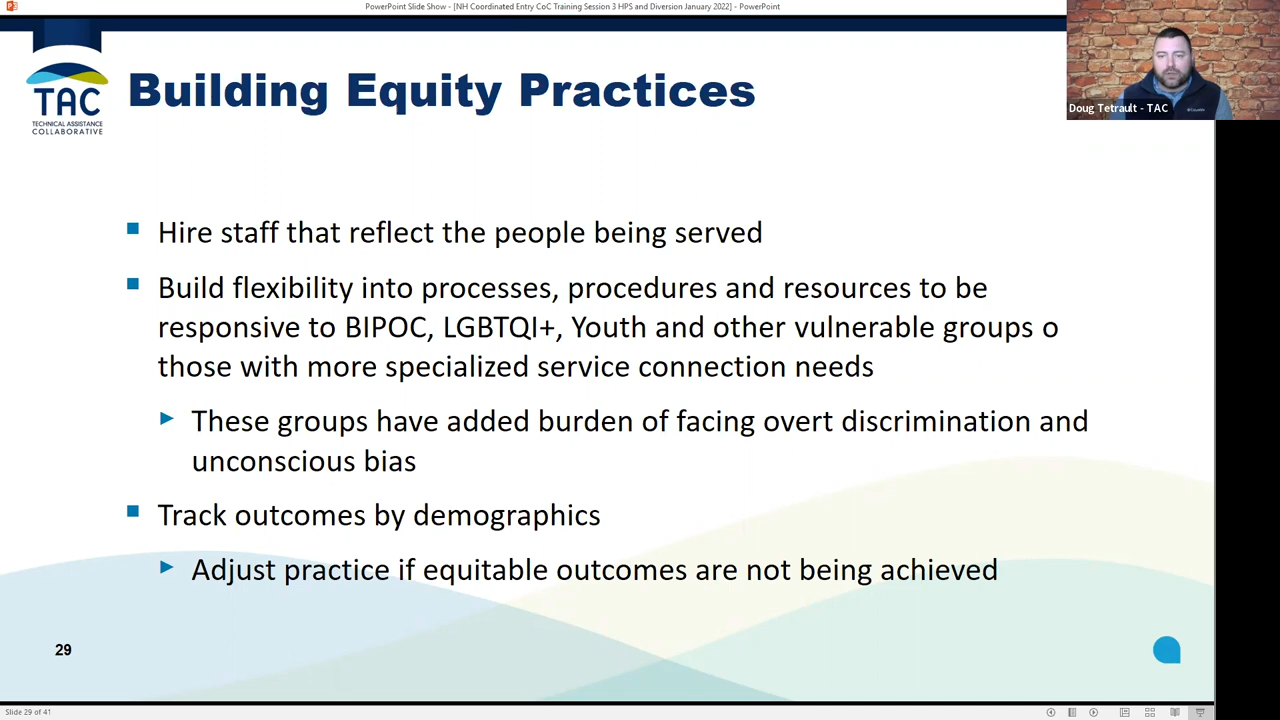 PowerPoint Slide Show - [NH Coordinated Entry CoC Training Session 3 HPS and Diversion January 2022] - PowerPoint
Doug Tetrault - TAC
TAC
TECHNICAL ASSISTANCE
COLLABORATIVE
Building Equity Practices
Hire staff that reflect the people being served
Build flexibility into processes, procedures and resources to be
responsive to BIPOC, LGBTQI+, Youth and other vulnerable groups o
those with more specialized service connection needs
These groups have added burden of facing overt discrimination and
unconscious bias
Track outcomes by demographics
Adjust practice if equitable outcomes are not being achieved
29
Slide 29 of 41